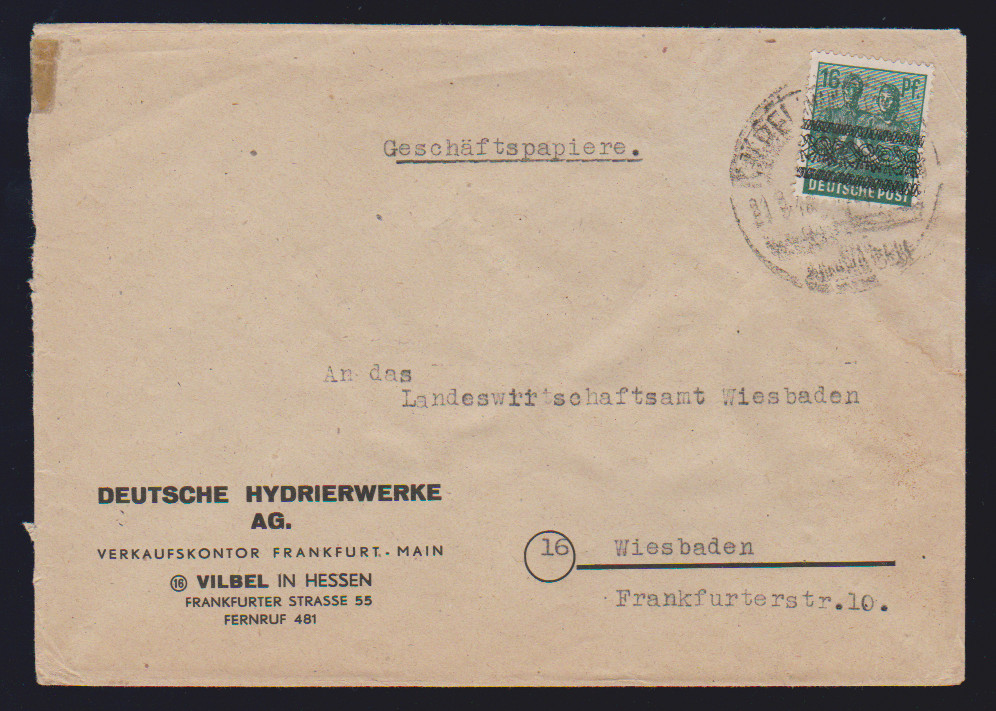 16 Pf.
DEUTSCHE POST
Geschäftspapiere.
An das
Landeswirtschaftsamt Wiesbaden
DEUTSCHE HYDRIERWERKE
AG.
VERKAUFSKONTOR FRANKFURT - MAIN
⑯ VILBEL IN HESSEN
FRANKFURTER STRASSE 55
FERNRUF 481
16 Wiesbaden
Frankfurterstr.10.